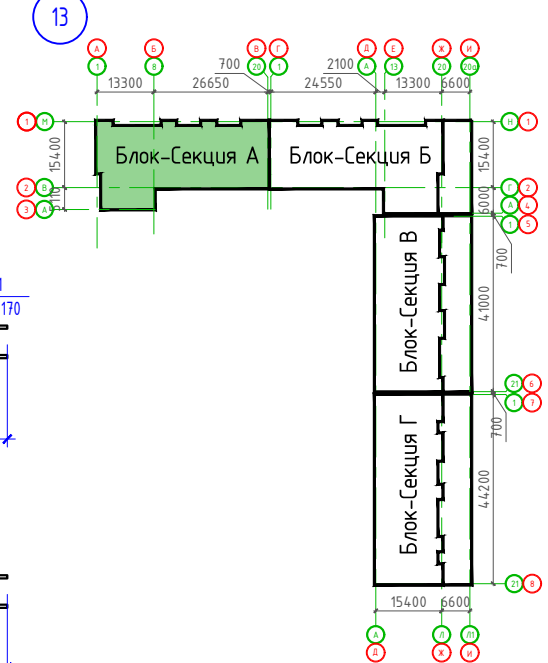 13
А Б В Г Д Е Ж И
1 8 20 1 А 13 20 20а
700 2100
13300 26650 24550 13300 6600
1 М Н 1
15400 15400
Блок-Секция А Блок-Секция Б
2 В Г 2
5110 6000
3 А А 4
1 5
700
Блок-Секция В
41000
170
21 6
1 7
700
Блок-Секция Г
44200
21 8
15400 6600
А Л Л1
Д Ж И